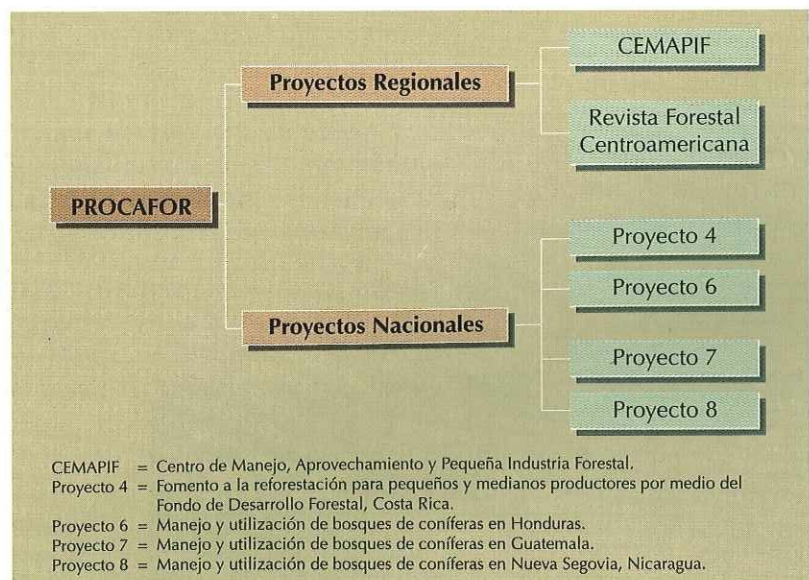 PROCAFOR
Proyectos Regionales
CEMAPIF
Revista Forestal
Centroamericana
Proyectos Nacionales
Proyecto 4
Proyecto 6
Proyecto 7
Proyecto 8
CEMAPIF = Centro de Manejo, Aprovechamiento y Pequeña Industria Forestal.
Proyecto 4 = Fomento a la reforestación para pequeños y medianos productores por medio del
Fondo de Desarrollo Forestal, Costa Rica.
Proyecto 6 = Manejo y utilización de bosques de coníferas en Honduras.
Proyecto 7 = Manejo y utilización de bosques de coníferas en Guatemala.
Proyecto 8 = Manejo y utilización de bosques de coníferas en Nueva Segovia, Nicaragua.